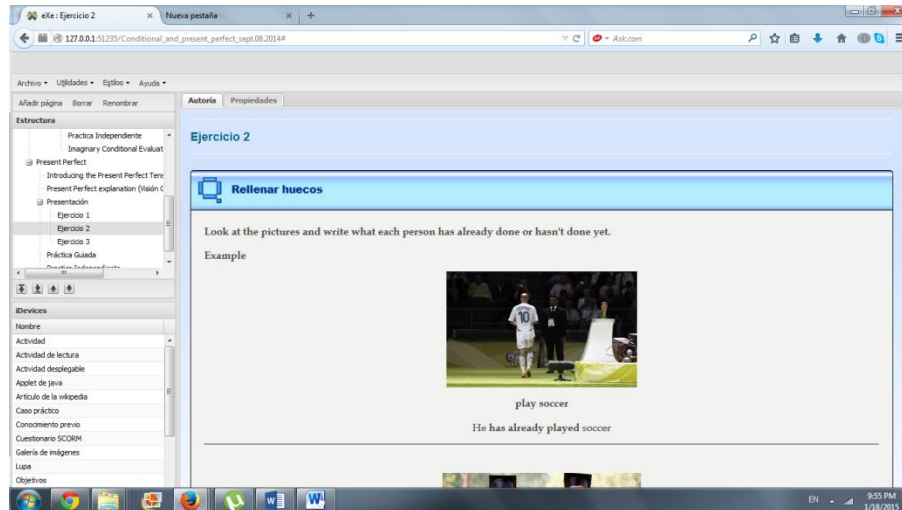 eXe : Ejercicio 2
Nueva pestaña
127.0.0.1:51235/Conditional_and_present_perfect_sept.08.2014#
Ask.com
Archivo Utilidades Estilos Ayuda
Añadir página Borrar Renombrar
Autoría Propiedades
Estructura
Practica Independiente
Imaginary Conditional Evaluat
Present Perfect
Introducing the Present Perfect Tens
Present Perfect explanation (Visión G
Presentación
Ejercicio 1
Ejercicio 2
Ejercicio 3
Práctica Guiada
iDevices
Nombre
Actividad
Actividad de lectura
Actividad desplegable
Applet de java
Artículo de la wikipedia
Caso práctico
Conocimiento previo
Cuestionario SCORM
Galería de imágenes
Lupa
Objetivos
Ejercicio 2
Rellenar huecos
Look at the pictures and write what each person has already done or hasn't done yet.
Example
10
play soccer
He has already played soccer
EN
9:55 PM
1/18/2015